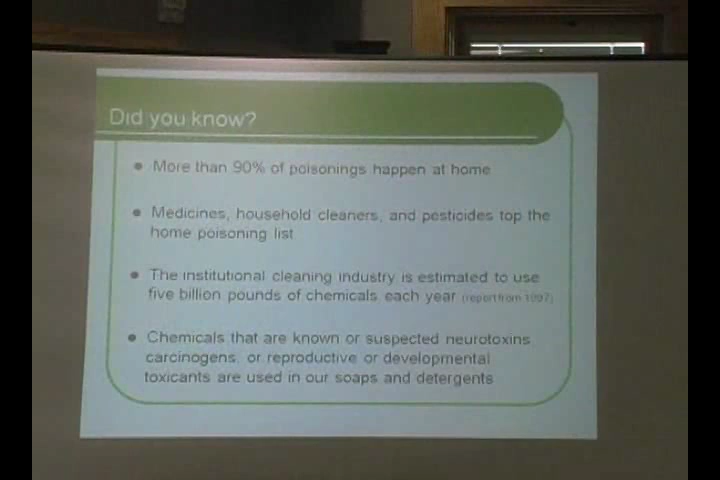 Did you know?
More than 90% of poisonings happen at home
Medicines, household cleaners, and pesticides top the
home poisoning list
The institutional cleaning industry is estimated to use
five billion pounds of chemicals each year (report from 1997)
Chemicals that are known or suspected neurotoxins
carcinogens or reproductive or developmental
toxicants are used in our soaps and detergents